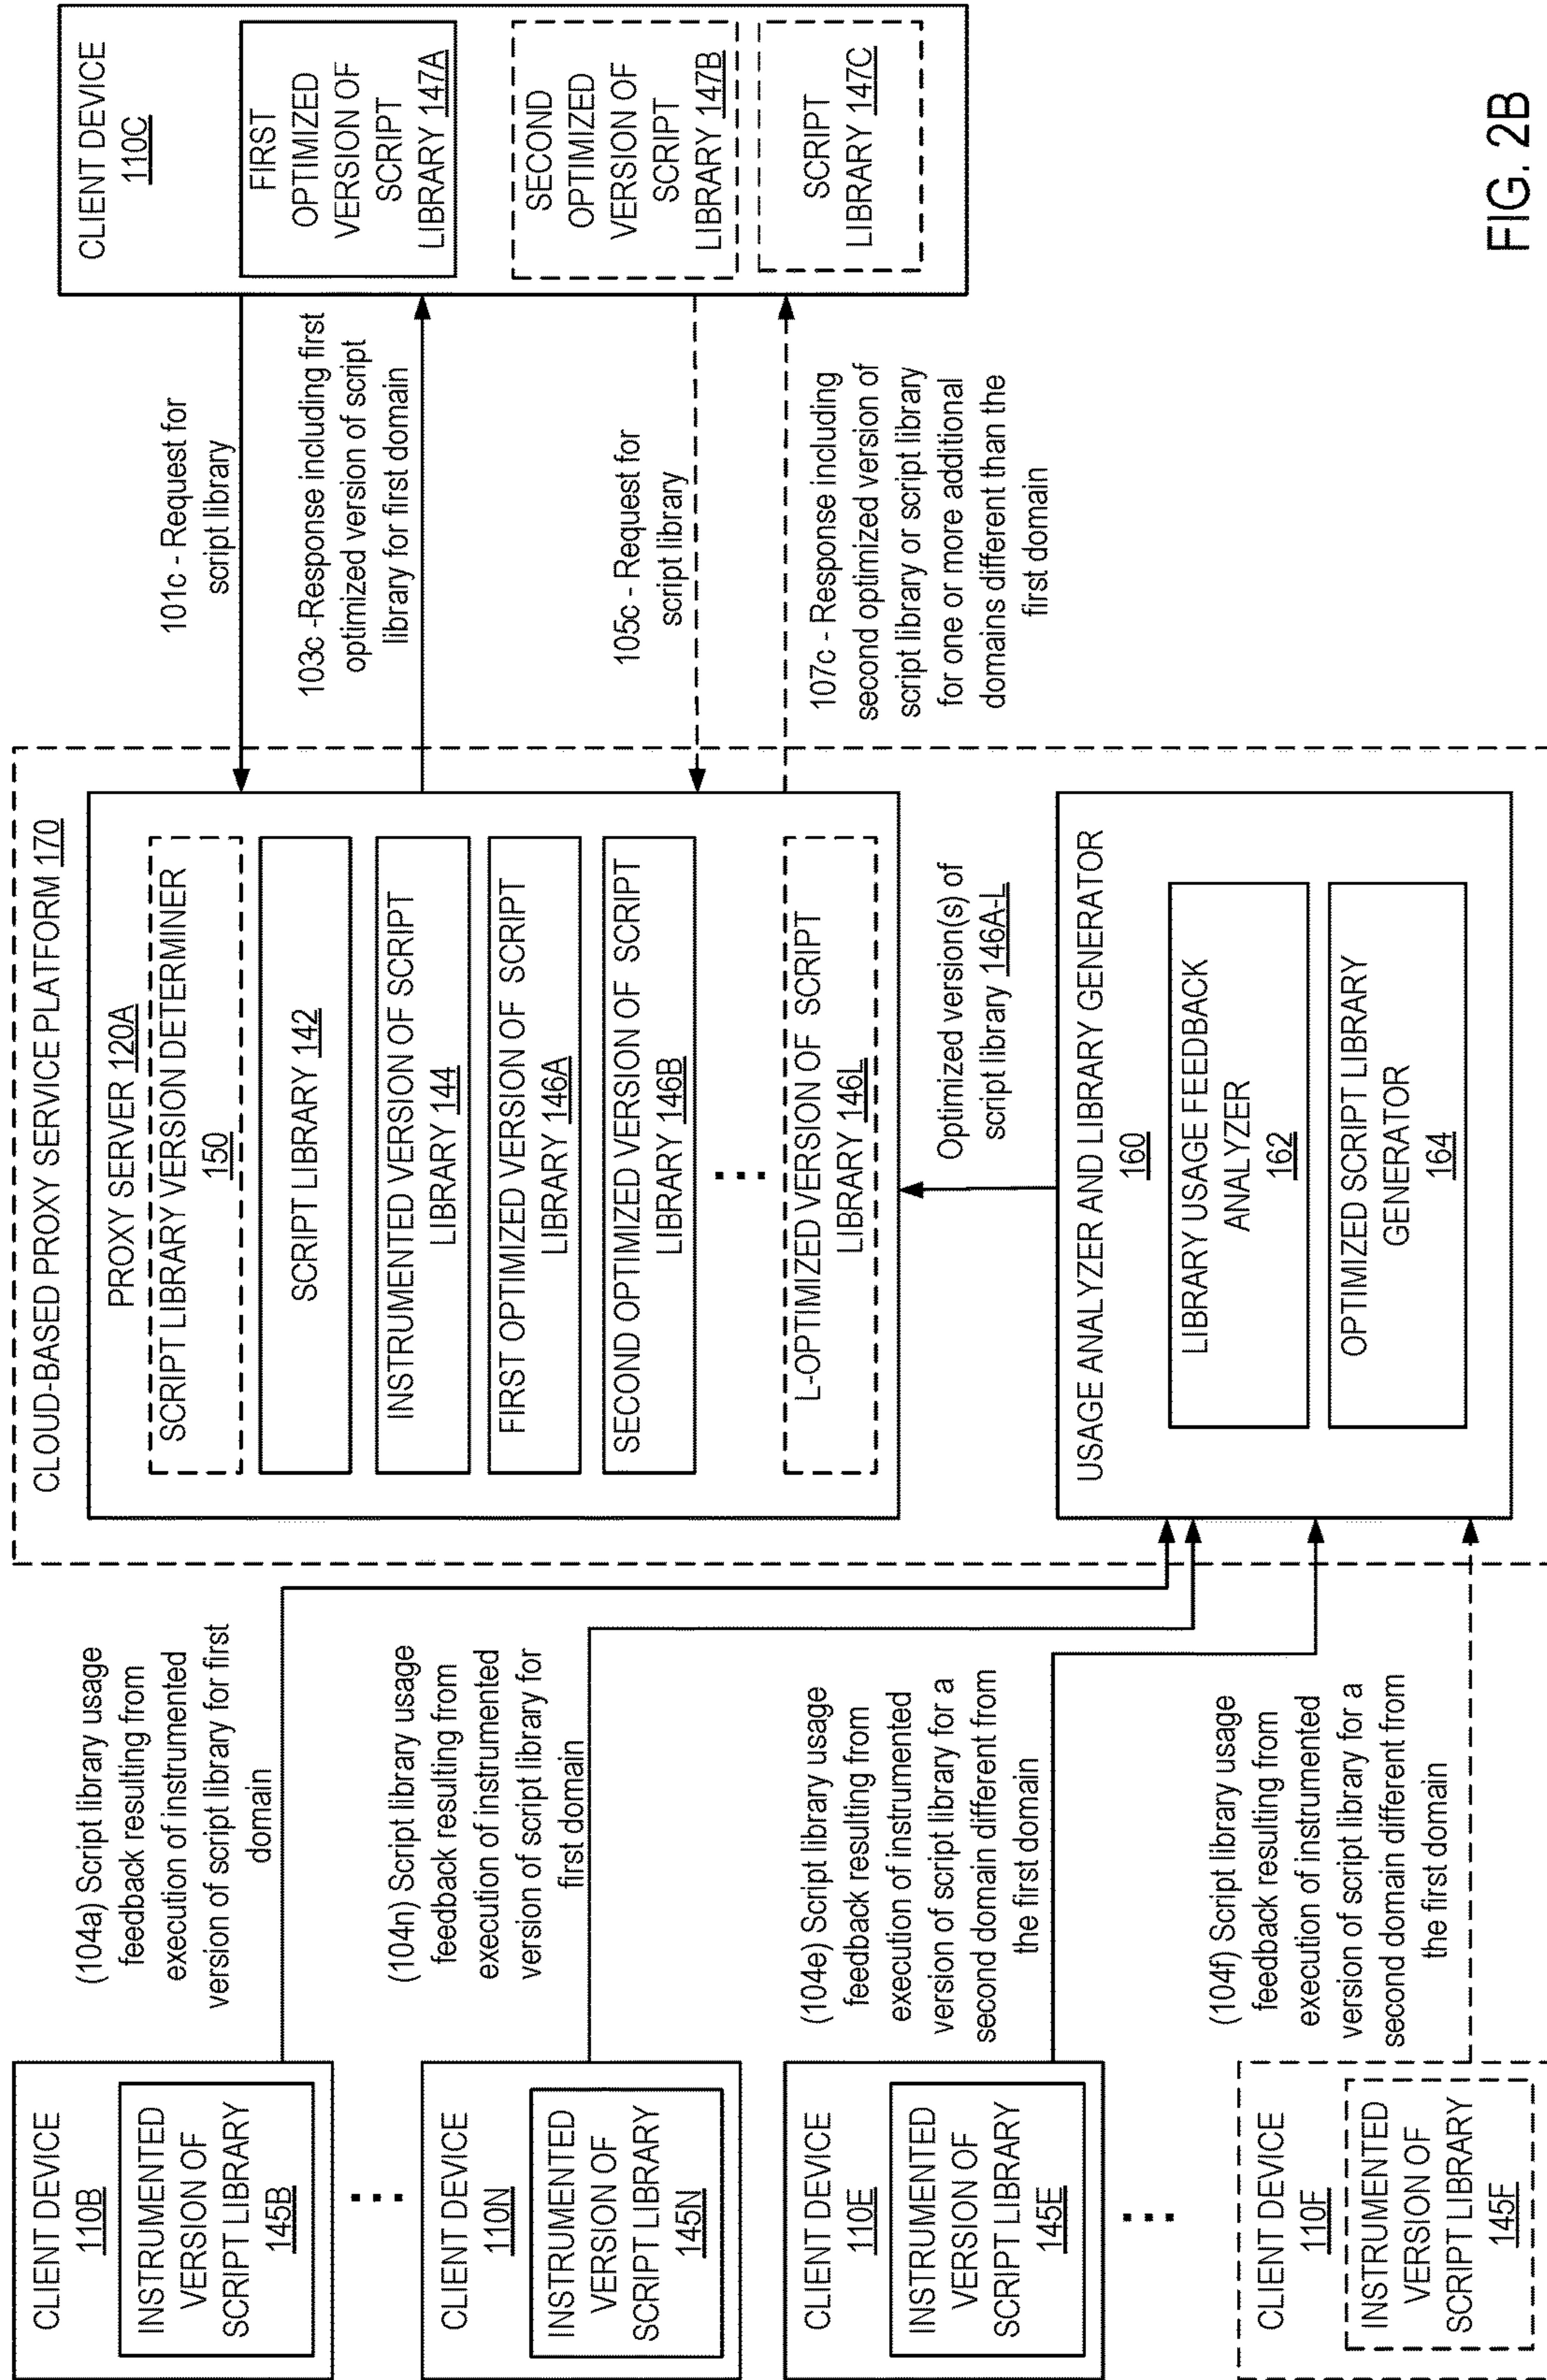 CLIENT DEVICE
110B
INSTRUMENTED
VERSION OF
SCRIPT LIBRARY
145B
CLIENT DEVICE
110N
INSTRUMENTED
VERSION OF
SCRIPT LIBRARY
145N
CLIENT DEVICE
110E
INSTRUMENTED
VERSION OF
SCRIPT LIBRARY
145E
CLIENT DEVICE
110F
INSTRUMENTED
VERSION OF
SCRIPT LIBRARY
145F
(104a) Script library usage
feedback resulting from
execution of instrumented
version of script library for first
domain
(104n) Script library usage
feedback resulting from
execution of instrumented
version of script library for
first domain
(104e) Script library usage
feedback resulting from
execution of instrumented
version of script library for a
second domain different from
the first domain
(104f) Script library usage
feedback resulting from
execution of instrumented
version of script library for a
second domain different from
the first domain
CLOUD-BASED PROXY SERVICE PLATFORM 170
PROXY SERVER 120A
SCRIPT LIBRARY VERSION DETERMINER
150
SCRIPT LIBRARY 142
INSTRUMENTED VERSION OF SCRIPT
LIBRARY 144
FIRST OPTIMIZED VERSION OF SCRIPT
LIBRARY 146A
SECOND OPTIMIZED VERSION OF SCRIPT
LIBRARY 146B
L-OPTIMIZED VERSION OF SCRIPT
LIBRARY 146L
Optimized version(s) of
script library 146A-L
USAGE ANALYZER AND LIBRARY GENERATOR
160
LIBRARY USAGE FEEDBACK
ANALYZER
162
OPTIMIZED SCRIPT LIBRARY
GENERATOR
164
101c - Request for
script library
103c -Response including first
optimized version of script
library for first domain
105c - Request for
script library
107c - Response including
second optimized version of
script library or script library
for one or more additional
domains different than the
first domain
CLIENT DEVICE
110C
FIRST
OPTIMIZED
VERSION OF
SCRIPT
LIBRARY 147A
SECOND
OPTIMIZED
VERSION OF
SCRIPT
LIBRARY 147B
SCRIPT
LIBRARY 147C
FIG. 2B